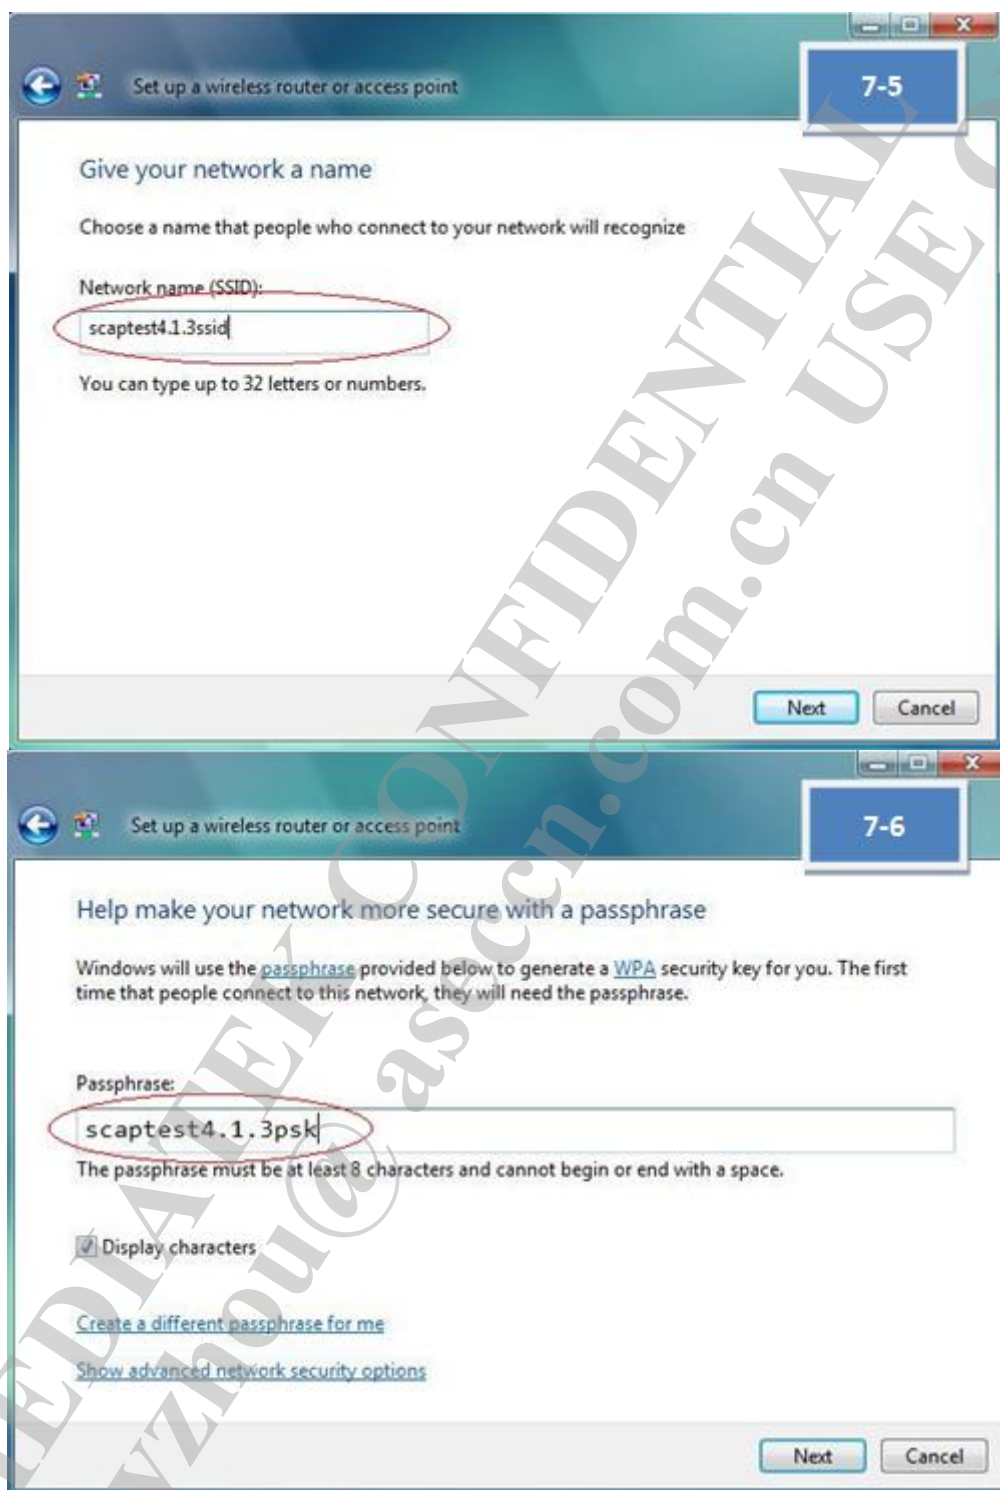 Set up a wireless router or access point
7-5
Give your network a name
Choose a name that people who connect to your network will recognize
Network name (SSID):
scaptest4.1.3ssid
You can type up to 32 letters or numbers.
Next
Cancel
Set up a wireless router or access point
7-6
Help make your network more secure with a passphrase
Windows will use the passphrase provided below to generate a WPA security key for you. The first
time that people connect to this network, they will need the passphrase.
Passphrase:
scaptest4.1.3psk
The passphrase must be at least 8 characters and cannot begin or end with a space.
Display characters
Create a different passphrase for me
Show advanced network security options
Next
Cancel
MEDIATEK CONFIDENTIAL
yzhou@aseccn.com.cn USE